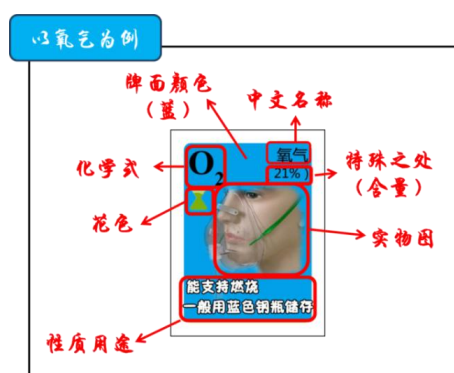 以氧气为例
牌面颜色
（蓝）
中文名称
化学式
O₂
氧气
21%）
特殊之处
（含量）
花色
实物图
能支持燃烧
一般用蓝色钢瓶储存
性质用途